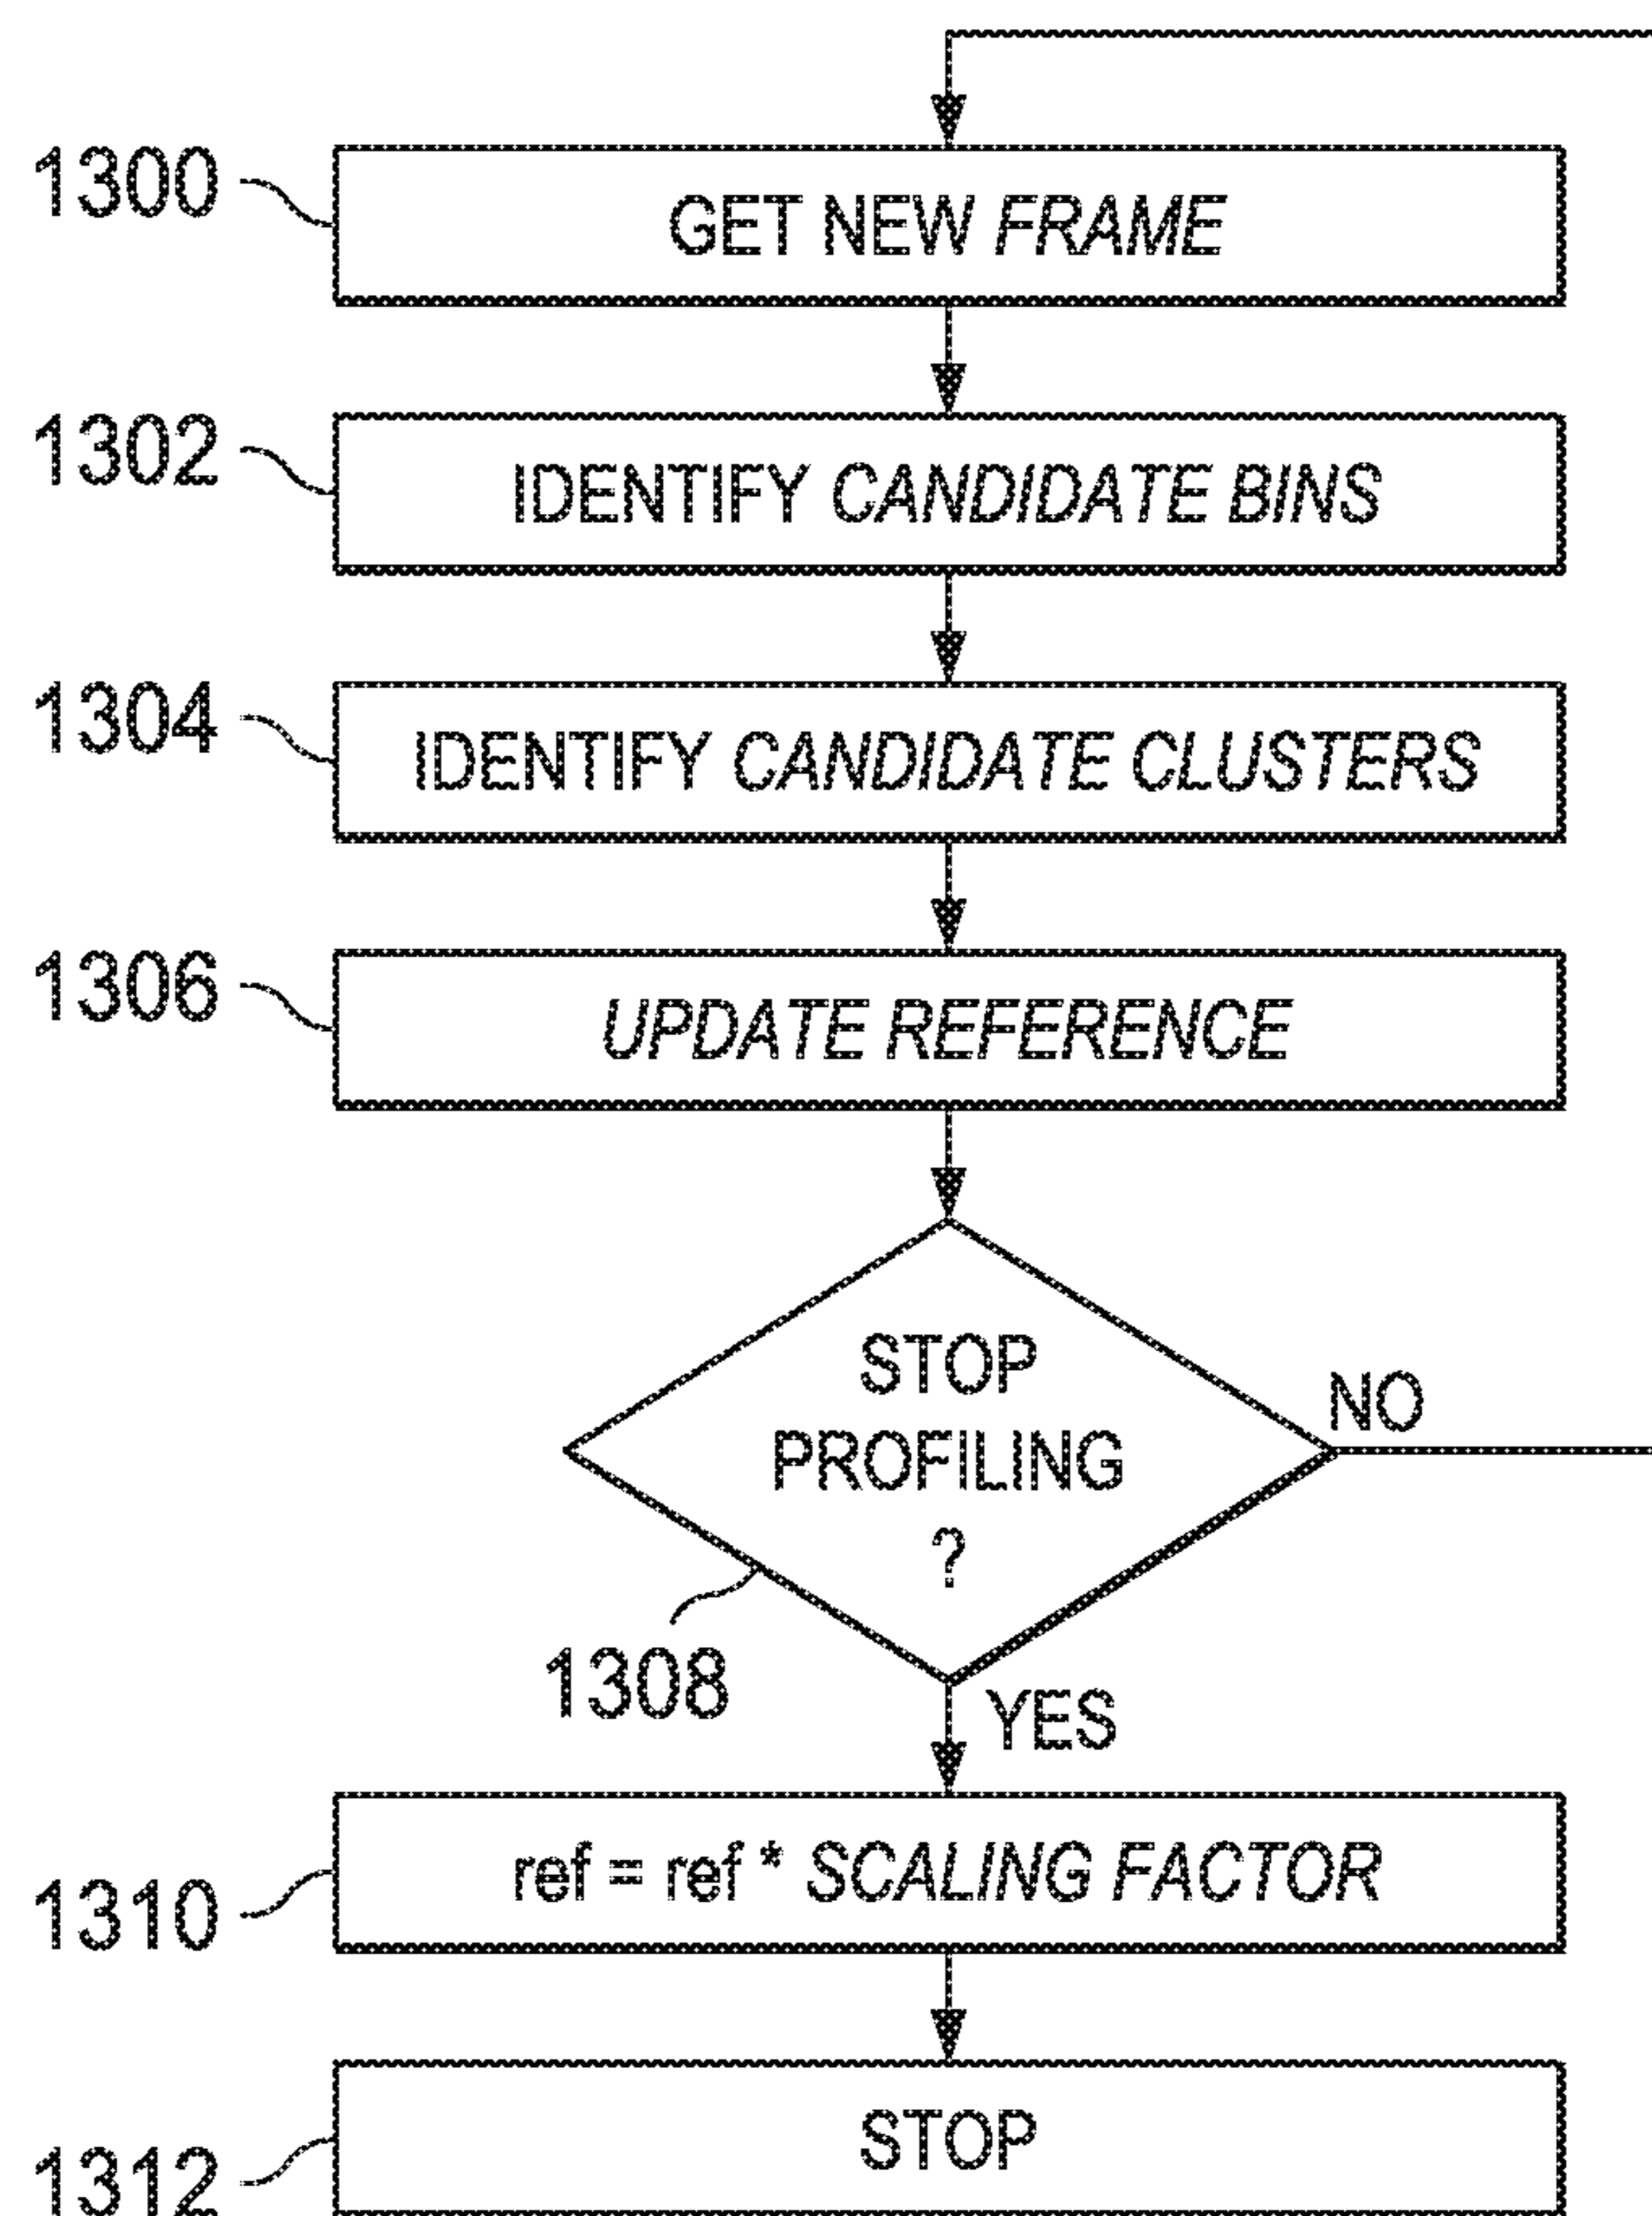 1300
GET NEW FRAME
1302
IDENTIFY CANDIDATE BINS
1304
IDENTIFY CANDIDATE CLUSTERS
1306
UPDATE REFERENCE
STOP
PROFILING
?
NO
1308
YES
1310
ref = ref * SCALING FACTOR
1312
STOP